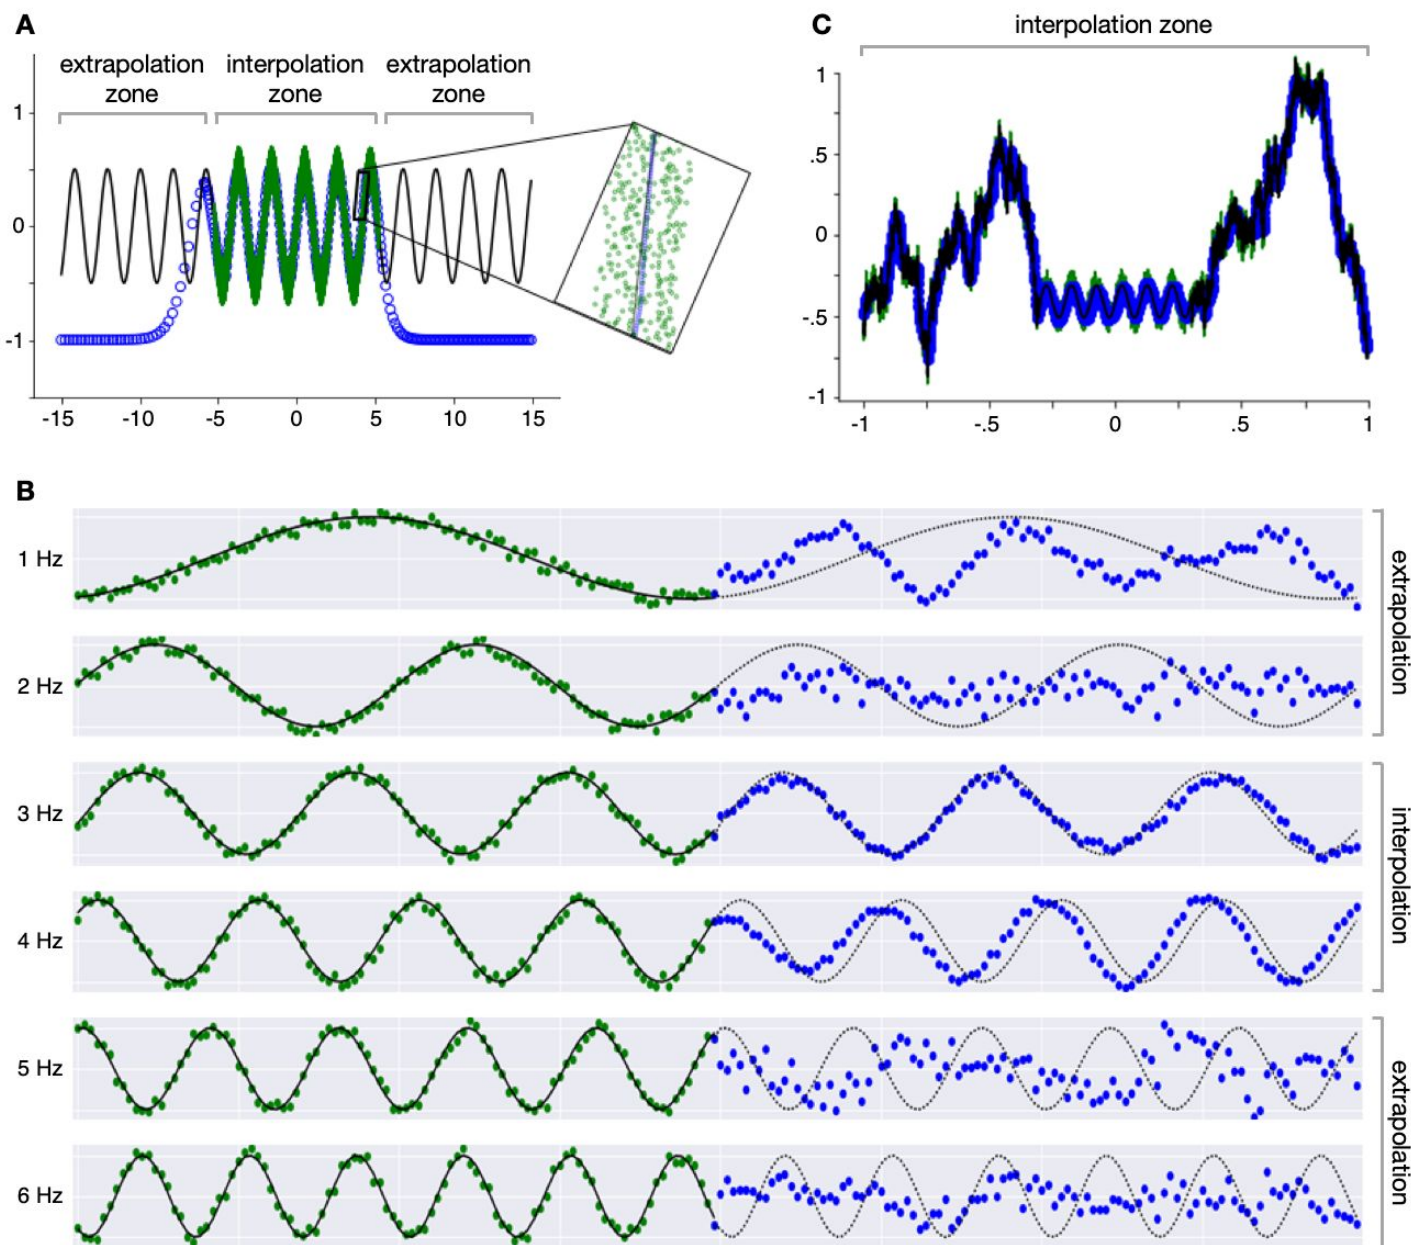 A
C
interpolation zone
extrapolation zone
interpolation zone
extrapolation zone
1
0
-1
-15
-10
-5
0
5
10
15
1
.5
0
-.5
-1
-1
-.5
0
.5
1
B
1 Hz
2 Hz
extrapolation
3 Hz
4 Hz
interpolation
5 Hz
6 Hz
extrapolation